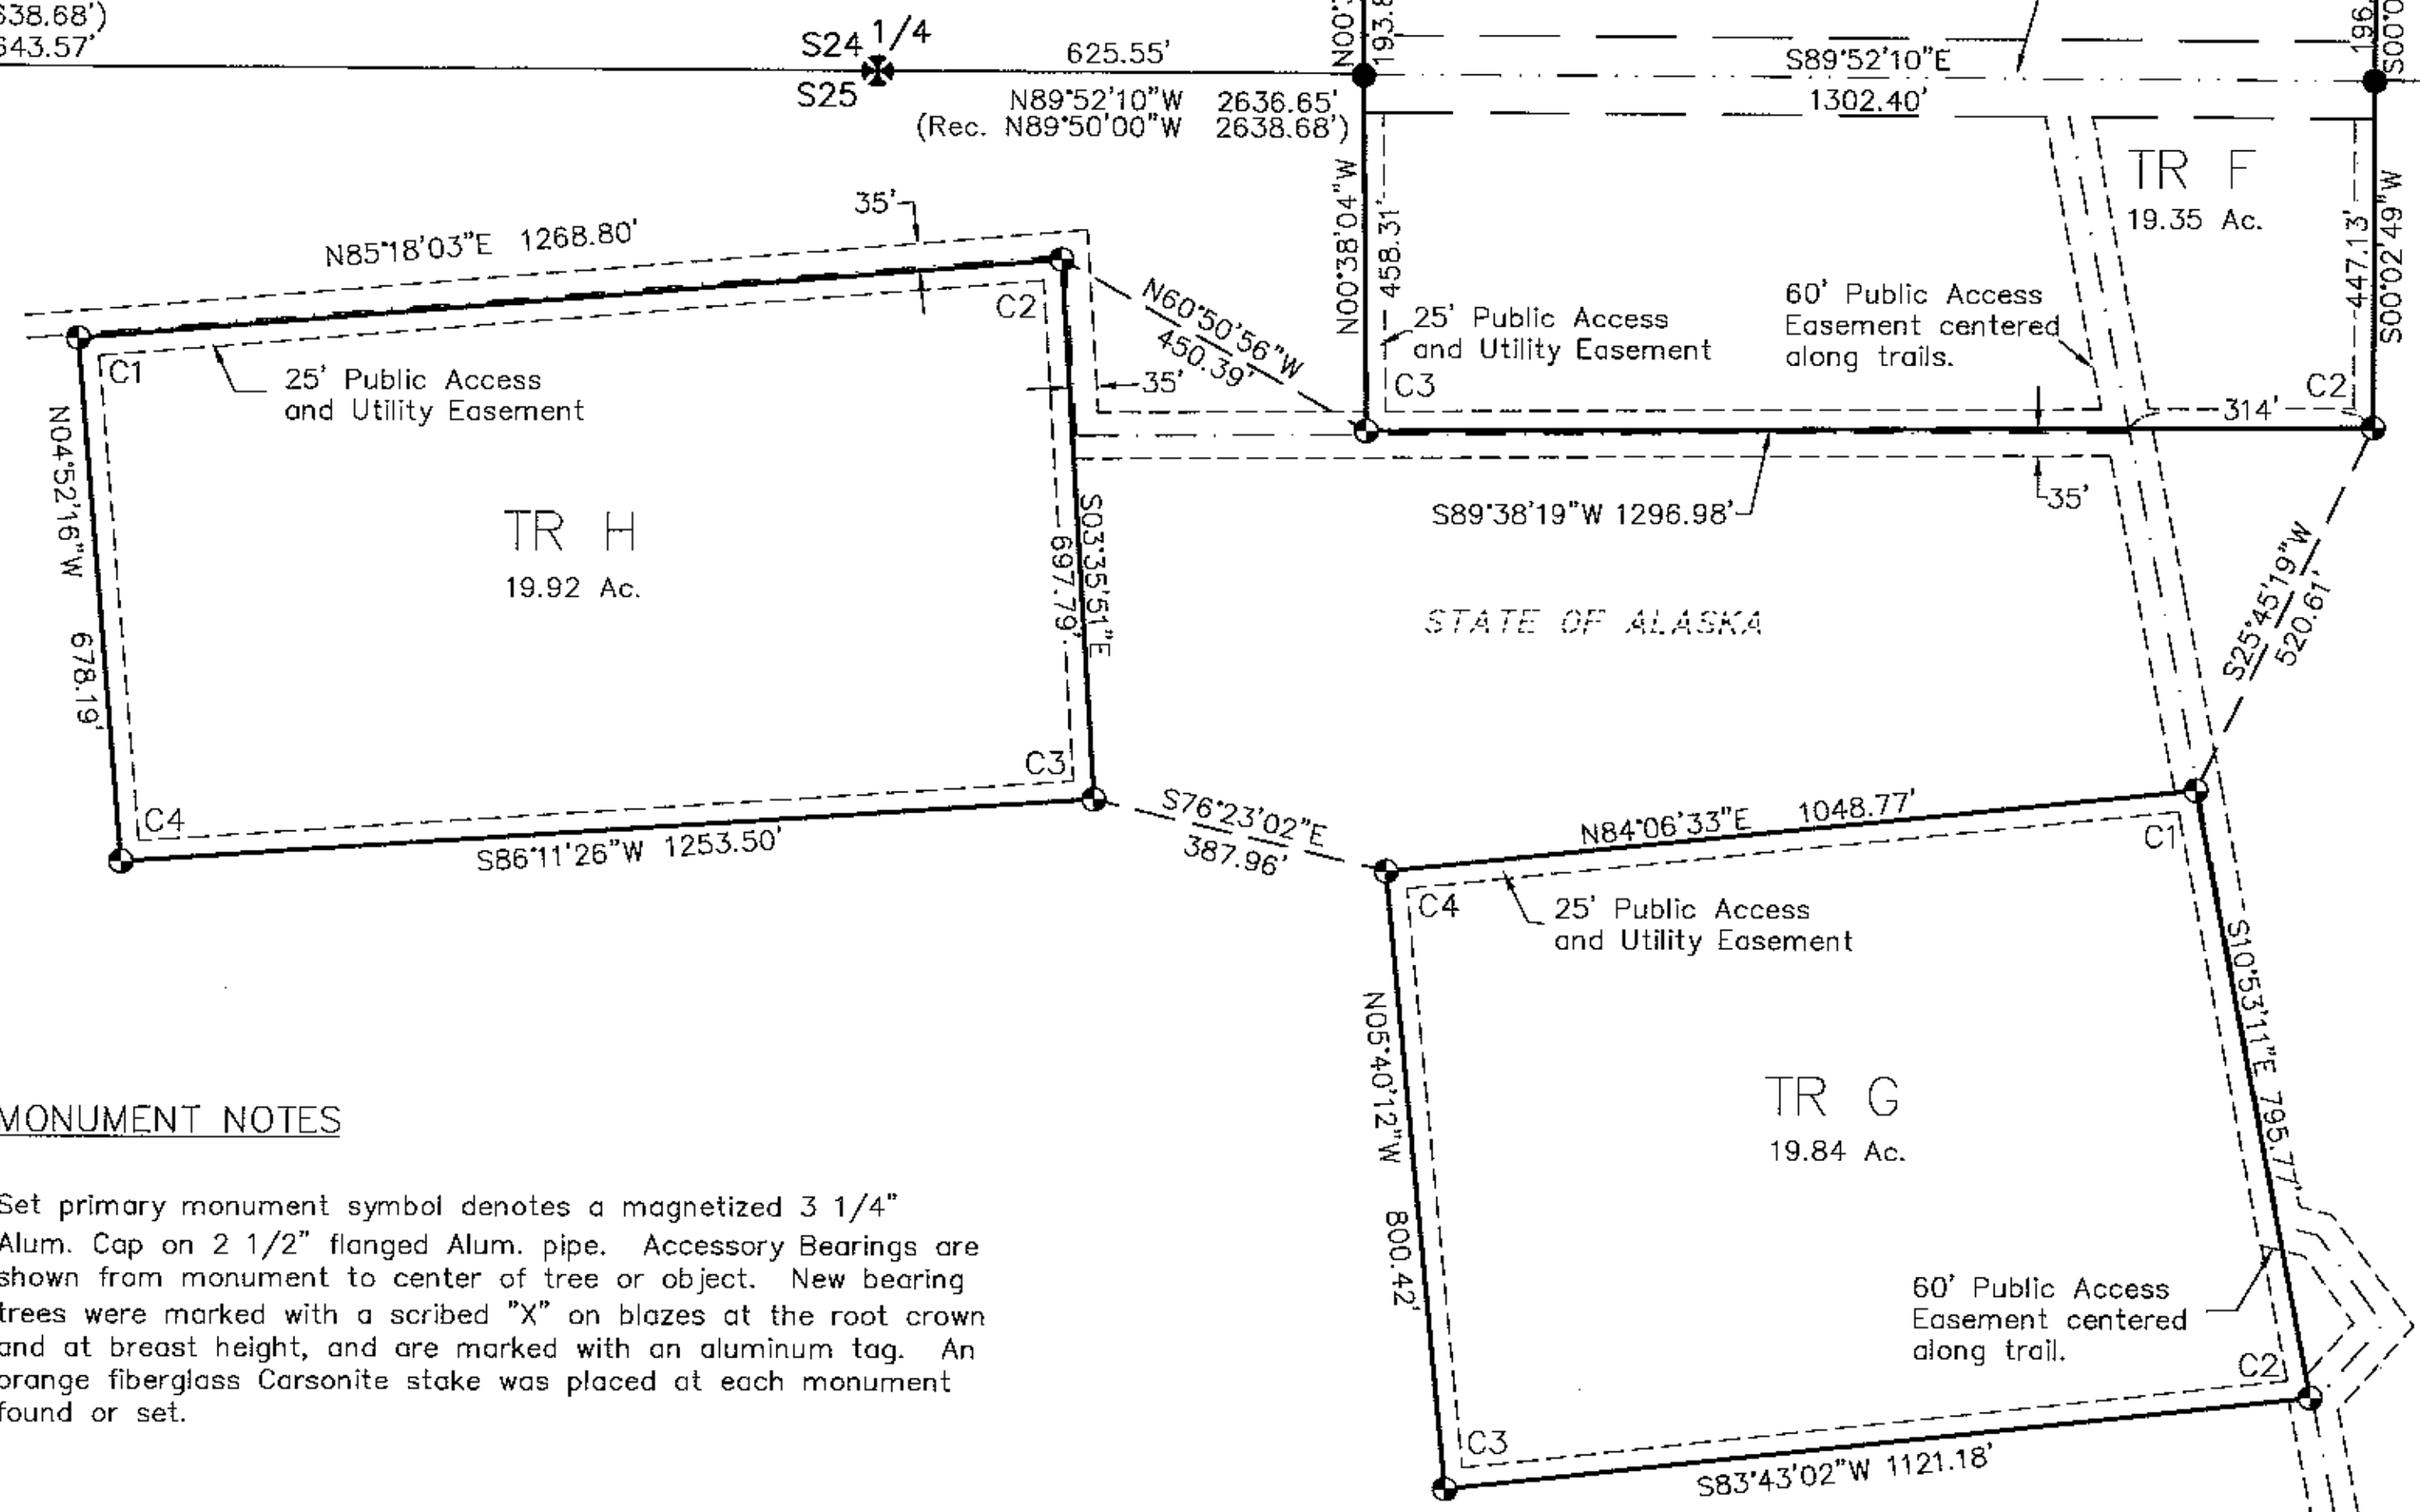 638.68')
643.57'
S24 1/4
S25
625.55'
N89°52'10"W 2636.65'
(Rec. N89°50'00"W 2638.68')
N00°
193.8
S89°52'10"E
1302.40'
196.
S00°0
TR F
19.35 Ac.
N00°38'04"W
458.31'
447.13'
S00°02'49"W
25' Public Access
and Utility Easement
60' Public Access
Easement centered
along trails.
C3
C2
314'
35'
S89°38'19"W 1296.98'
35'
N85°18'03"E 1268.80'
C1
C2
25' Public Access
and Utility Easement
N60°50'56"W
450.39'
35'
N04°52'16"W 678.19'
TR H
19.92 Ac.
S03°35'51"E
697.79'
C3
C4
S86°11'26"W 1253.50'
STATE OF ALASKA
S25°45'19"W
520.61'
S76°23'02"E
387.96'
N84°06'33"E 1048.77'
C1
C4
25' Public Access
and Utility Easement
N05°40'12"W 800.42'
S10°53'11"E 795.77'
TR G
19.84 Ac.
60' Public Access
Easement centered
along trail.
C2
C3
S83°43'02"W 1121.18'
MONUMENT NOTES
Set primary monument symbol denotes a magnetized 3 1/4"
Alum. Cap on 2 1/2" flanged Alum. pipe. Accessory Bearings are
shown from monument to center of tree or object. New bearing
trees were marked with a scribed "X" on blazes at the root crown
and at breast height, and are marked with an aluminum tag. An
orange fiberglass Carsonite stake was placed at each monument
found or set.